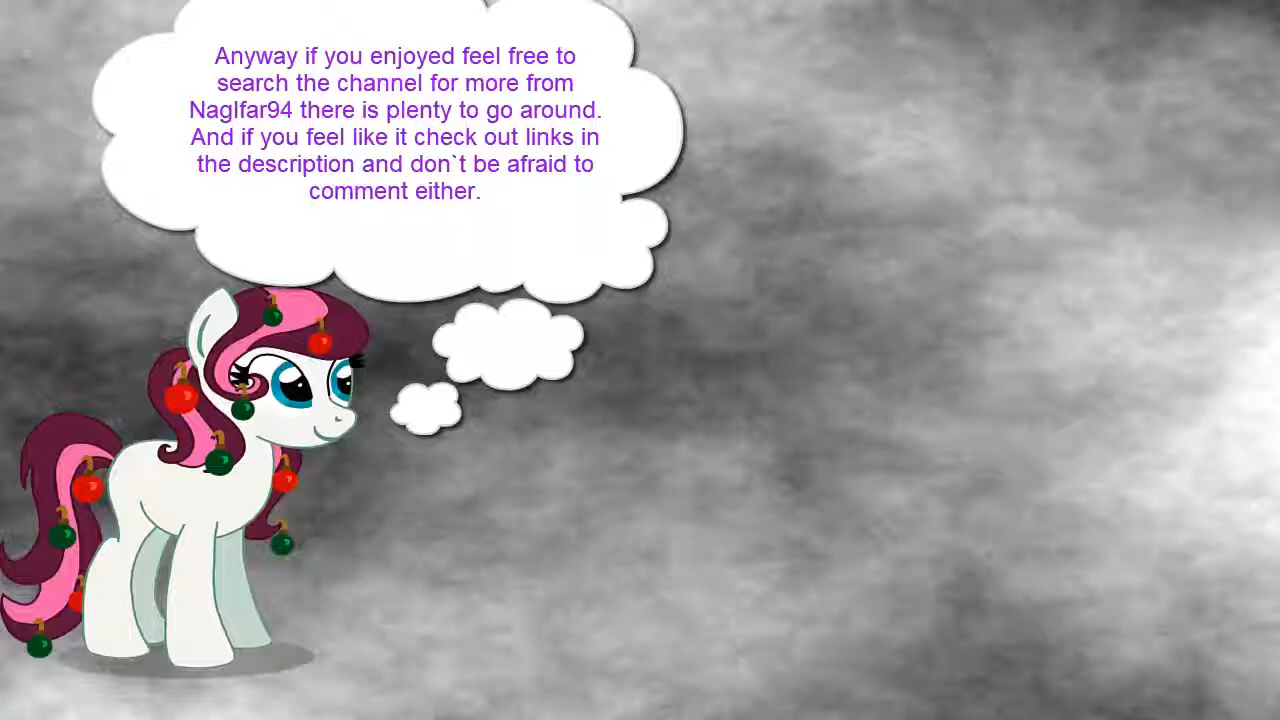 Anyway if you enjoyed feel free to
search the channel for more from
Naglfar94 there is plenty to go around.
And if you feel like it check out links in
the description and don`t be afraid to
comment either.